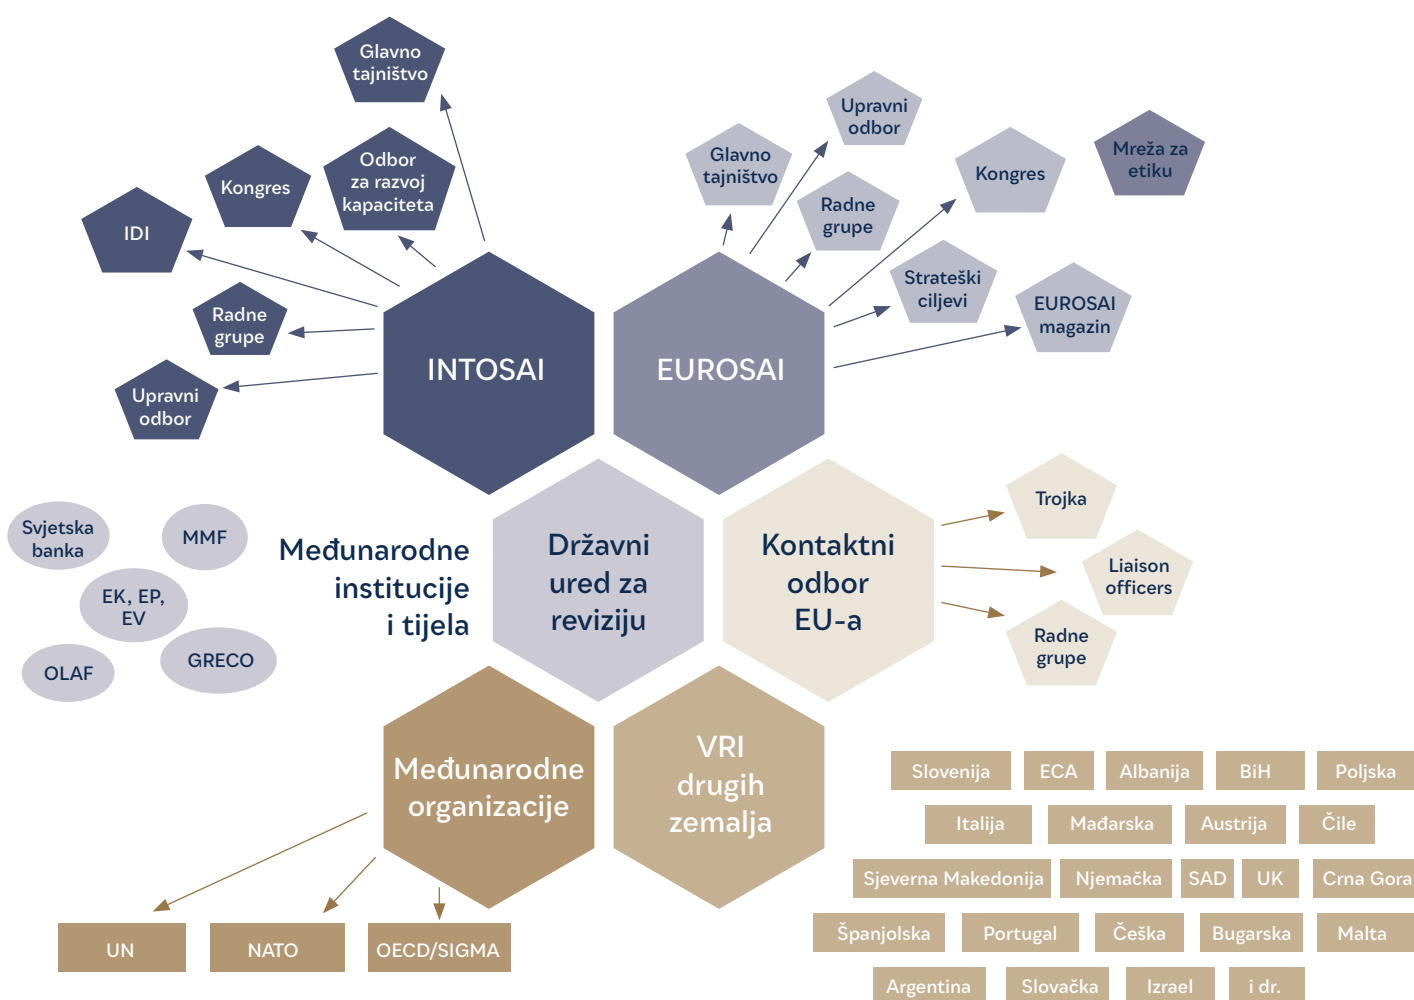 Glavno
tajništvo
Odbor
za razvoj
kapaciteta
Kongres
IDI
Radne
grupe
Upravni
odbor
INTOSAI
Glavno
tajništvo
Upravni
odbor
Radne
grupe
Kongres
Mreža za
etiku
Strateški
ciljevi
EUROSAI
magazin
EUROSAI
Svjetska
banka
MMF
EK, EP,
EV
OLAF
GRECO
Međunarodne
institucije
i tijela
Državni
ured za
reviziju
Kontaktni
odbor
EU-a
Trojka
Liaison
officers
Radne
grupe
Međunarodne
organizacije
UN
NATO
OECD/SIGMA
VRI
drugih
zemalja
Slovenija ECA Albanija BiH Poljska
Italija Mađarska Austrija Čile
Sjeverna Makedonija Njemačka SAD UK Crna Gora
Španjolska Portugal Češka Bugarska Malta
Argentina Slovačka Izrael i dr.